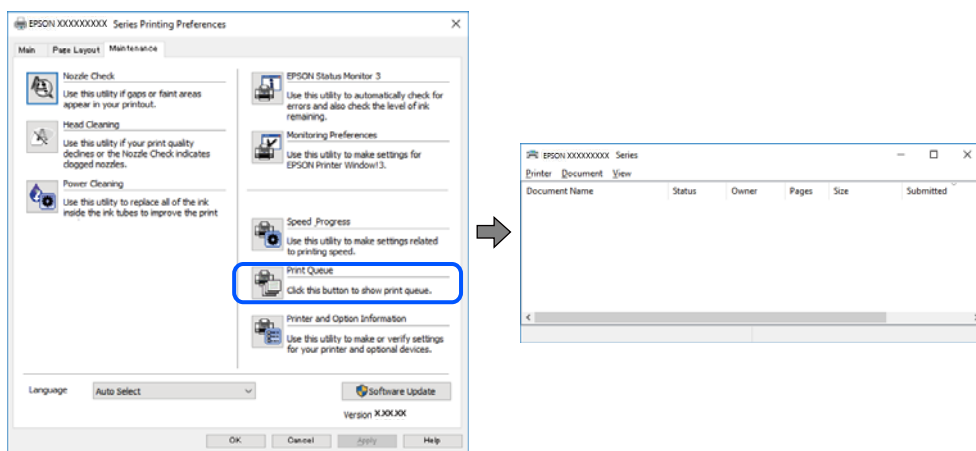 EPSON XXXXXXXXX Series Printing Preferences
Main Page Layout Maintenance
Nozzle Check
Use this utility if gaps or faint areas
appear in your printout.
Head Cleaning
Use this utility if your print quality
declines or the Nozzle Check indicates
clogged nozzles.
Power Cleaning
Use this utility to replace all of the ink
inside the ink tubes to improve the print
EPSON Status Monitor 3
Use this utility to automatically check for
errors and also check the level of ink
remaining.
Monitoring Preferences
Use this utility to make settings for
EPSON Printer Window!3.
Speed Progress
Use this utility to make settings related
to printing speed.
Print Queue
Click this button to show print queue.
Printer and Option Information
Use this utility to make or verify settings
for your printer and optional devices.
Language Auto Select Software Update
Version X.XX.XX
OK Cancel Apply Help
EPSON XXXXXXXXX Series
Printer Document View
Document Name Status Owner Pages Size Submitted